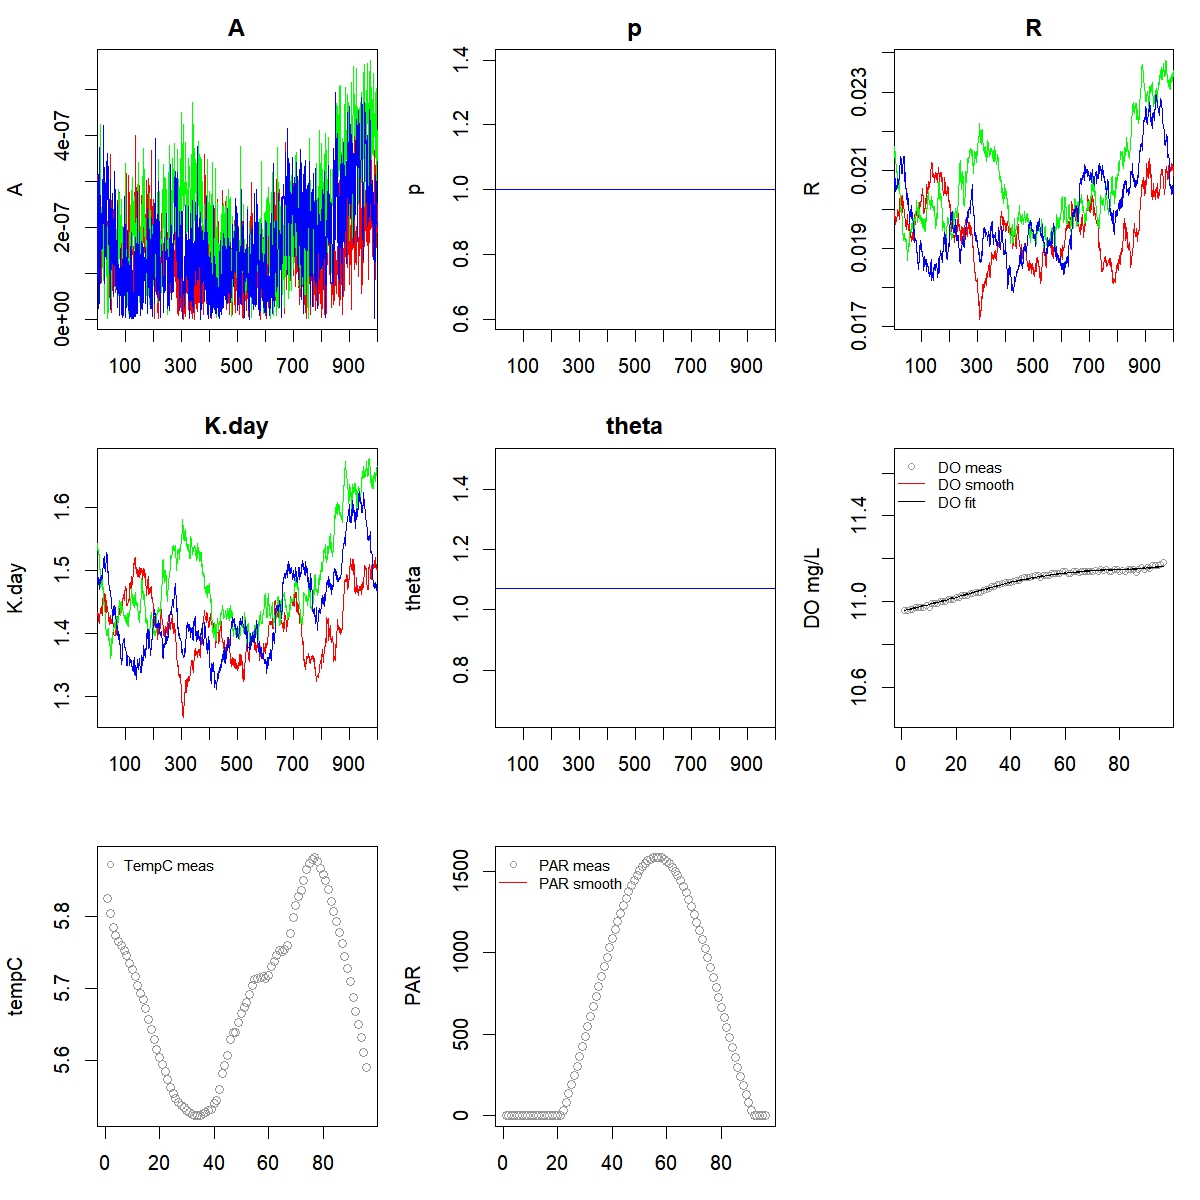 A
p
R
A
0e+00
2e-07
4e-07
100 300 500 700 900
p
0.6
0.8
1.0
1.2
1.4
100 300 500 700 900
R
0.017
0.019
0.021
0.023
100 300 500 700 900
K.day
theta
K.day
1.3
1.4
1.5
1.6
100 300 500 700 900
theta
0.8
1.0
1.2
1.4
100 300 500 700 900
DO mg/L
10.6
11.0
11.4
DO meas
DO smooth
DO fit
0 20 40 60 80
tempC
5.6
5.7
5.8
TempC meas
0 20 40 60 80
PAR
0
500
1000
1500
PAR meas
PAR smooth
0 20 40 60 80